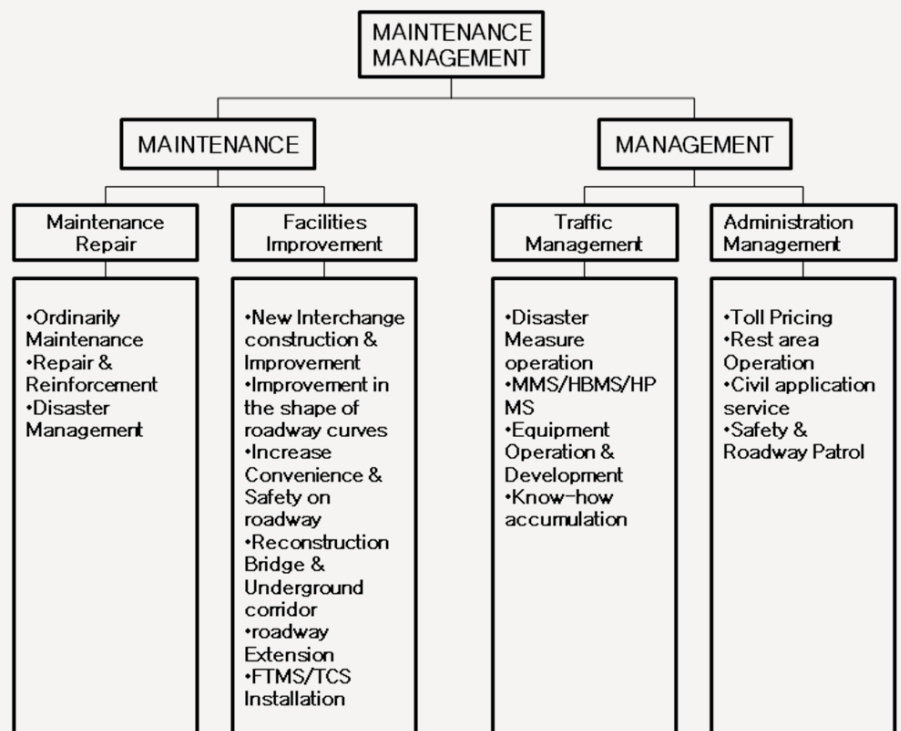 MAINTENANCE
MANAGEMENT
MAINTENANCE
MANAGEMENT
Maintenance
Repair
Facilities
Improvement
Traffic
Management
Administration
Management
•Ordinarily
Maintenance
•Repair &
Reinforcement
•Disaster
Management
•New Interchange
construction &
Improvement
•Improvement in
the shape of
roadway curves
•Increase
Convenience &
Safety on
roadway
•Reconstruction
Bridge &
Underground
corridor
•roadway
Extension
•FTMS/TCS
Installation
•Disaster
Measure
operation
•MMS/HBMS/HP
MS
•Equipment
Operation &
Development
•Know-how
accumulation
•Toll Pricing
•Rest area
Operation
•Civil application
service
•Safety &
Roadway Patrol